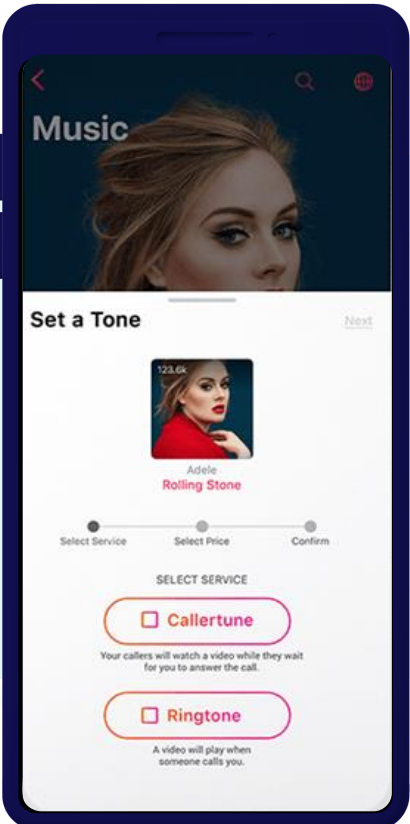 Music
Set a Tone
Next
123.6k
Adele
Rolling Stone
Select Service
Select Price
Confirm
SELECT SERVICE
Callertune
Your callers will watch a video while they wait
for you to answer the call.
Ringtone
A video will play when
someone calls you.